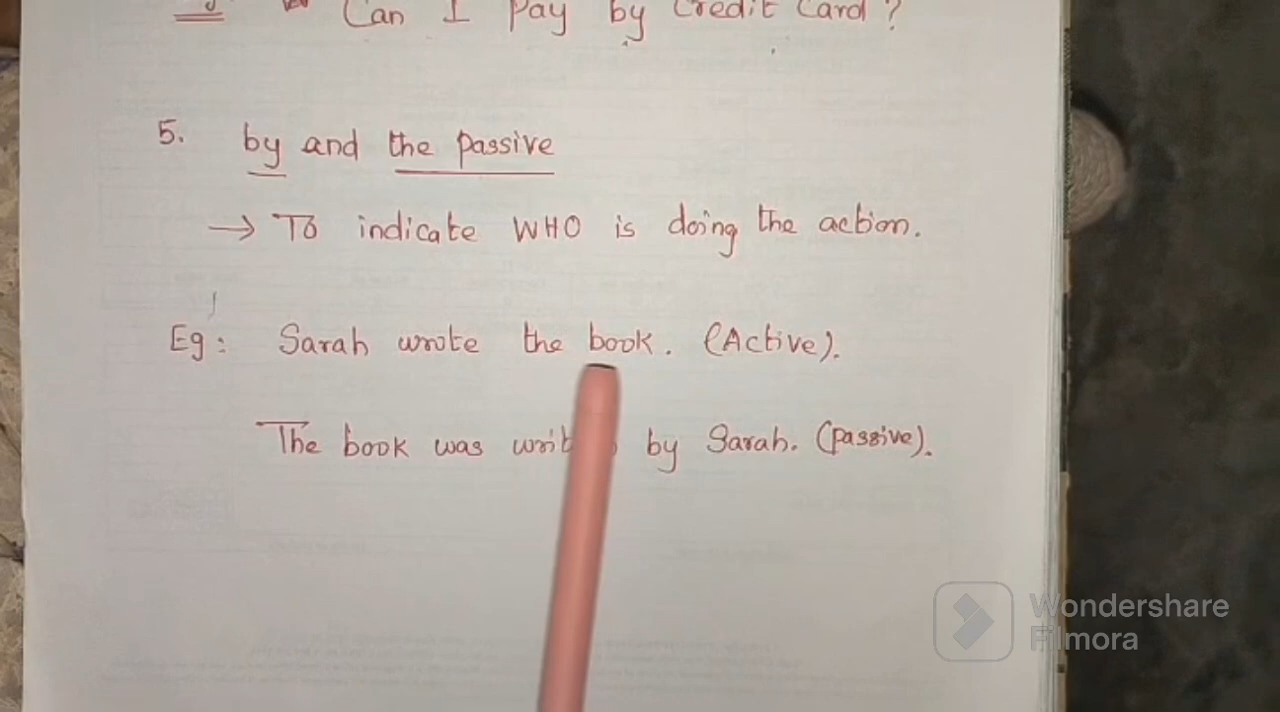 Can I Pay by Credit Card?
5. by and the passive
→ To indicate WHO is doing the action.
Eg: Sarah wrote the book. (Active).
The book was by Sarah. (passive).
Wondershare
Filmora